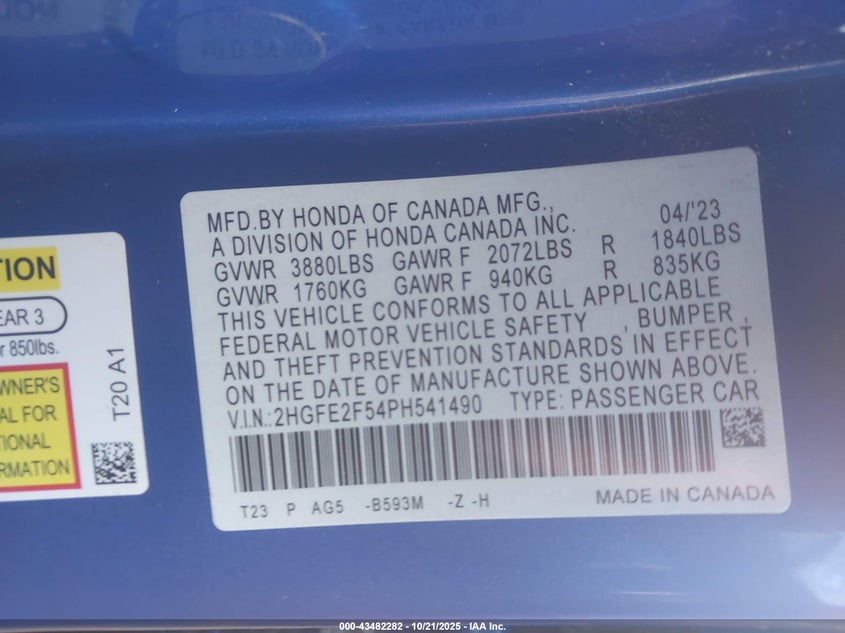 MFD.BY HONDA OF CANADA MFG., 04/'23
A DIVISION OF HONDA CANADA INC.
GVWR 3880LBS GAWR F 2072LBS R 1840LBS
GVWR 1760KG GAWR F 940KG R 835KG
THIS VEHICLE CONFORMS TO ALL APPLICABLE
FEDERAL MOTOR VEHICLE SAFETY , BUMPER ,
AND THEFT PREVENTION STANDARDS IN EFFECT
ON THE DATE OF MANUFACTURE SHOWN ABOVE.
V.I.N.:2HGFE2F54PH541490 TYPE: PASSENGER CAR
T23 P AG5 -B593M -Z -H MADE IN CANADA
TION
EAR 3
r 850lbs.
WNER'S
AL FOR
TIONAL
RMATION
T20 A1
000-43482282 - 10/21/2025 - IAA Inc.